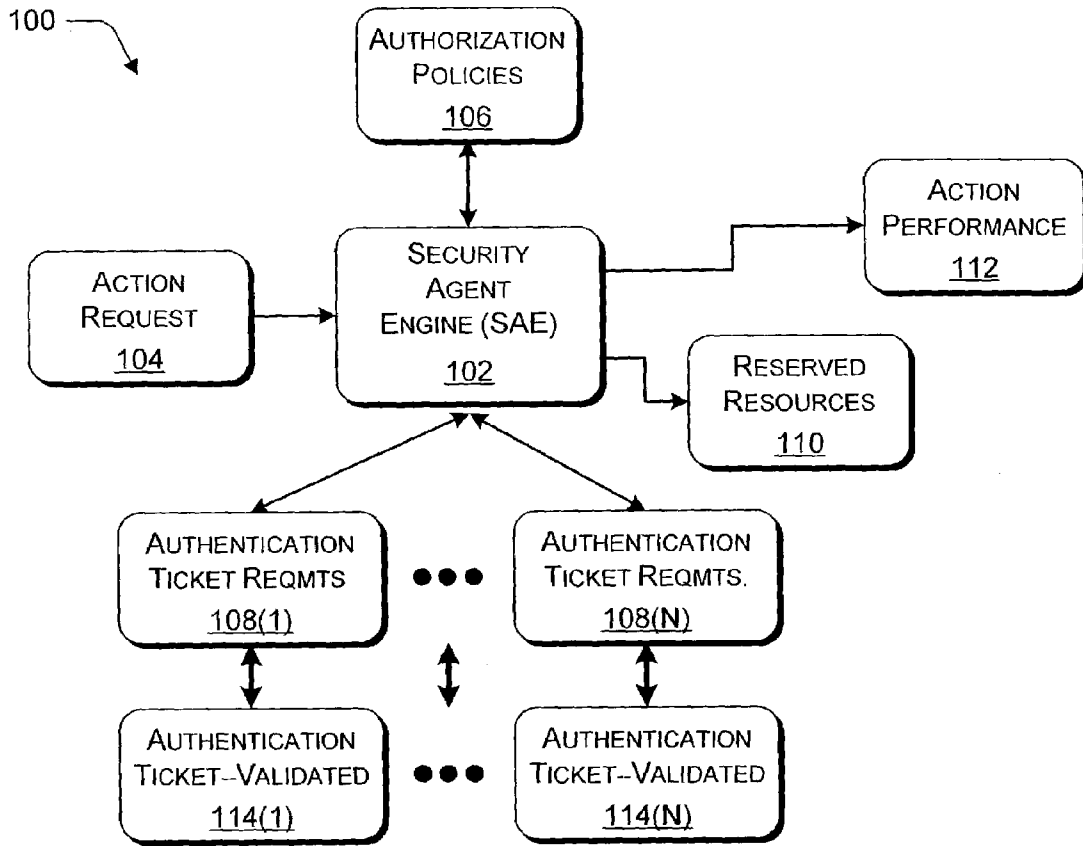 100
AUTHORIZATION
POLICIES
106
ACTION
PERFORMANCE
112
ACTION
REQUEST
104
SECURITY
AGENT
ENGINE (SAE)
102
RESERVED
RESOURCES
110
AUTHENTICATION
TICKET REQMTS
108(1)
AUTHENTICATION
TICKET REQMTS.
108(N)
AUTHENTICATION
TICKET--VALIDATED
114(1)
AUTHENTICATION
TICKET--VALIDATED
114(N)